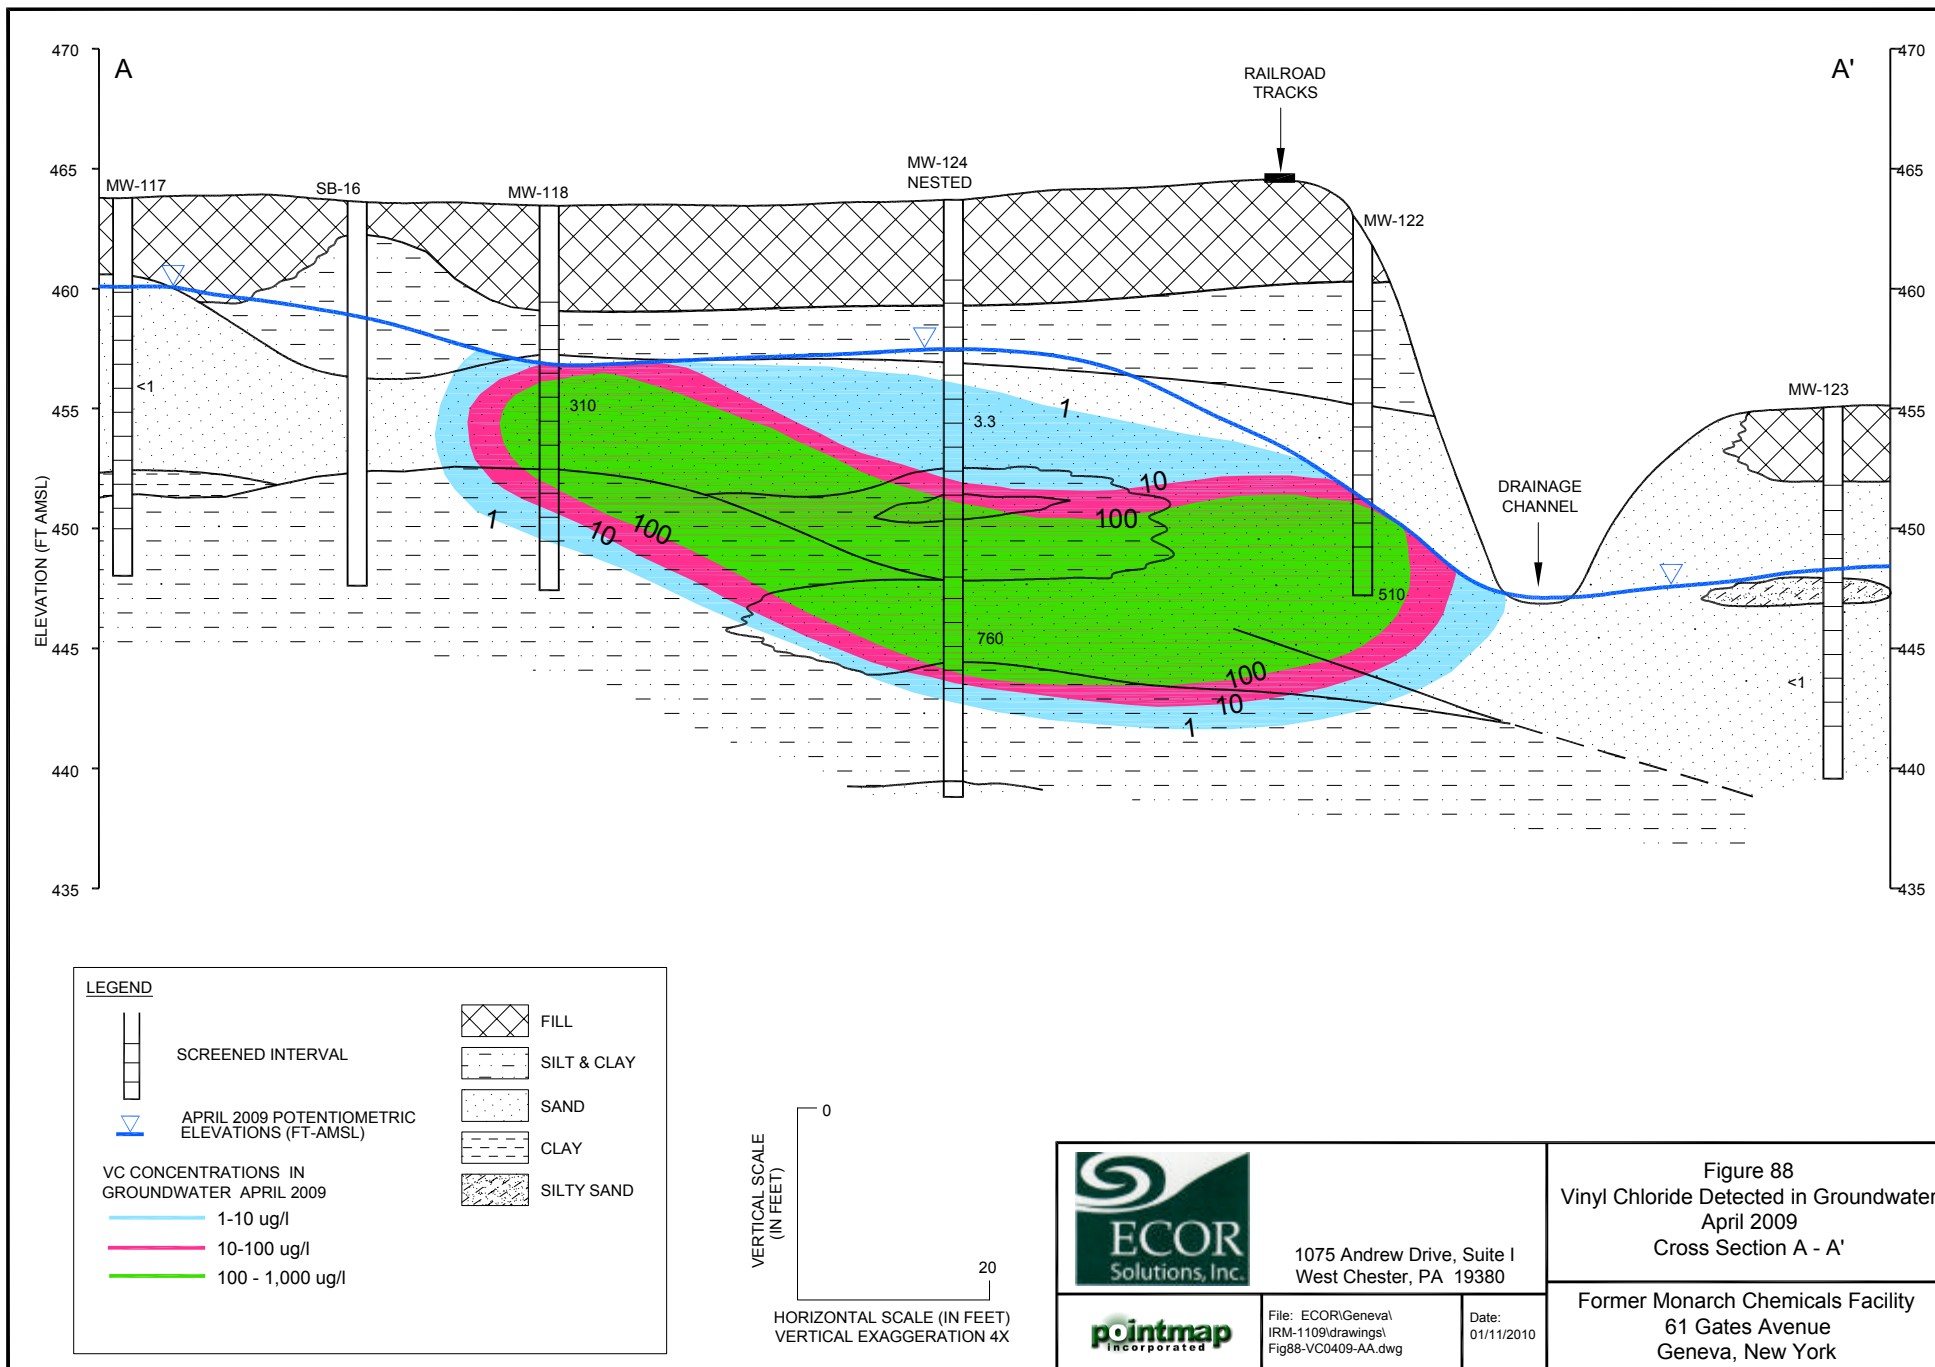 A
A'
470
465
460
455
450
445
440
435
ELEVATION (FT AMSL)
470
465
460
455
450
445
440
435
RAILROAD
TRACKS
MW-117
SB-16
MW-118
MW-124
NESTED
MW-122
MW-123
DRAINAGE
CHANNEL
<1
310
3.3
1
10
100
1
10
100
510
760
100
10
1
<1
LEGEND
SCREENED INTERVAL
APRIL 2009 POTENTIOMETRIC
ELEVATIONS (FT-AMSL)
VC CONCENTRATIONS IN
GROUNDWATER APRIL 2009
1-10 ug/l
10-100 ug/l
100 - 1,000 ug/l
FILL
SILT & CLAY
SAND
CLAY
SILTY SAND
0
VERTICAL SCALE
(IN FEET)
20
HORIZONTAL SCALE (IN FEET)
VERTICAL EXAGGERATION 4X
ECOR
Solutions, Inc.
1075 Andrew Drive, Suite I
West Chester, PA 19380
pointmap
incorporated
File: ECOR\Geneva\
IRM-1109\drawings\
Fig88-VC0409-AA.dwg
Date:
01/11/2010
Figure 88
Vinyl Chloride Detected in Groundwater
April 2009
Cross Section A - A'
Former Monarch Chemicals Facility
61 Gates Avenue
Geneva, New York